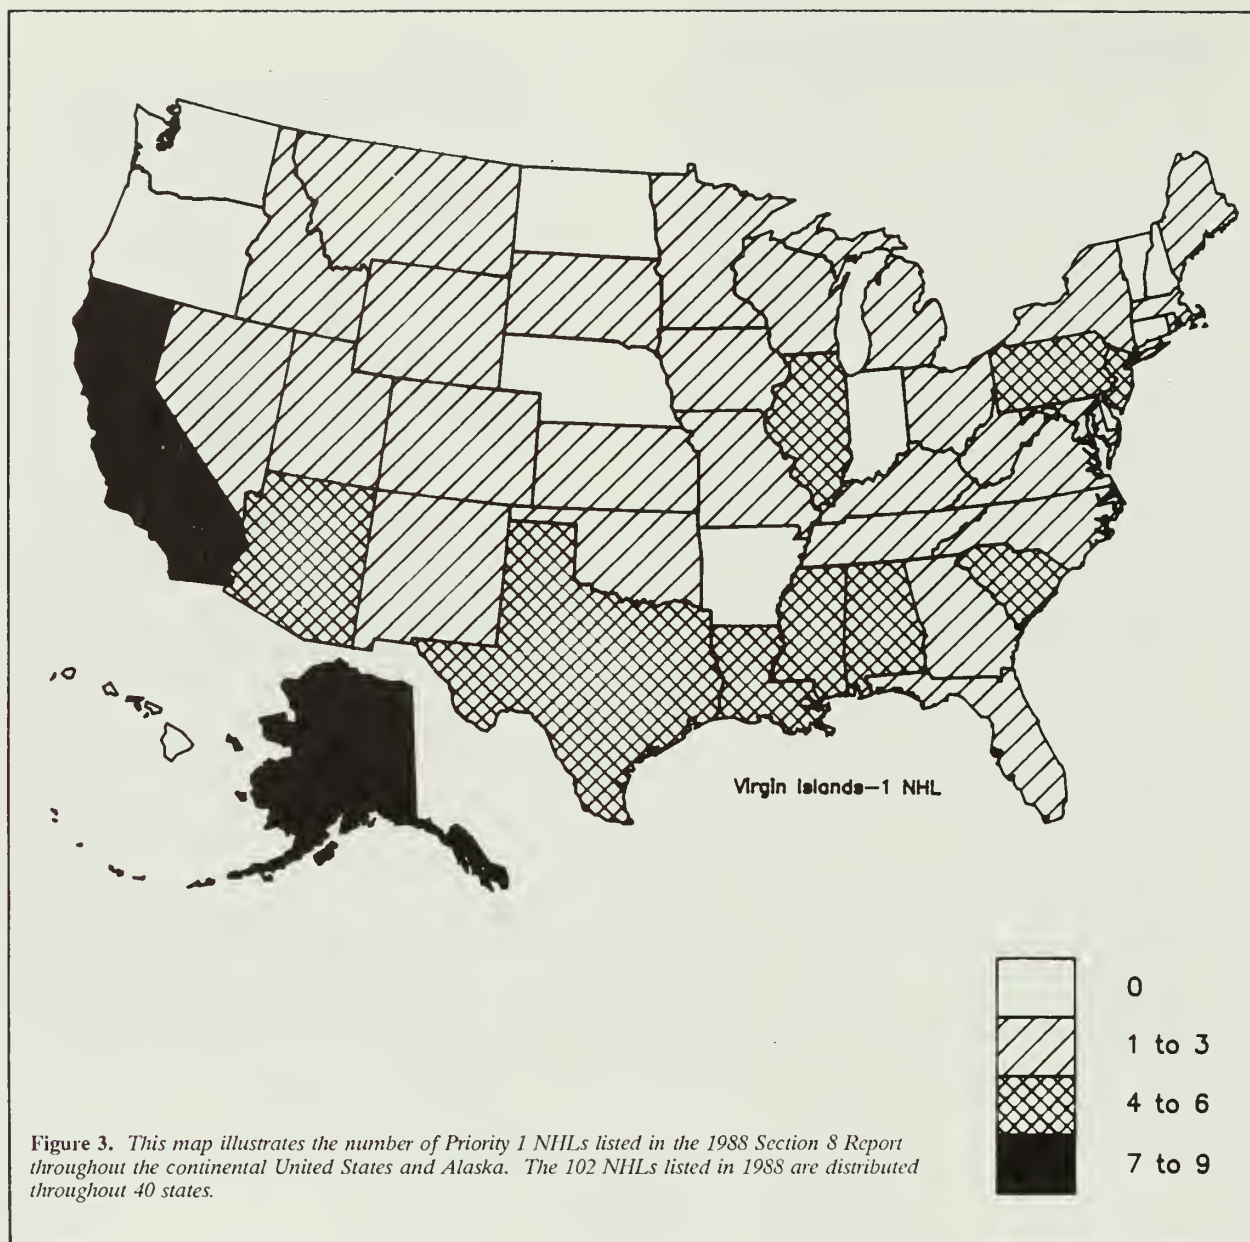 Virgin Islands–1 NHL
0
1 to 3
4 to 6
7 to 9
Figure 3. This map illustrates the number of Priority 1 NHLs listed in the 1988 Section 8 Report
throughout the continental United States and Alaska. The 102 NHLs listed in 1988 are distributed
throughout 40 states.